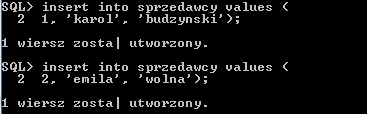 SQL> insert into sprzedawcy values (
2 1, 'karol', 'budzynski');
1 wiersz zosta| utworzony.
SQL> insert into sprzedawcy values (
2 2, 'emila', 'wolna');
1 wiersz zosta| utworzony.